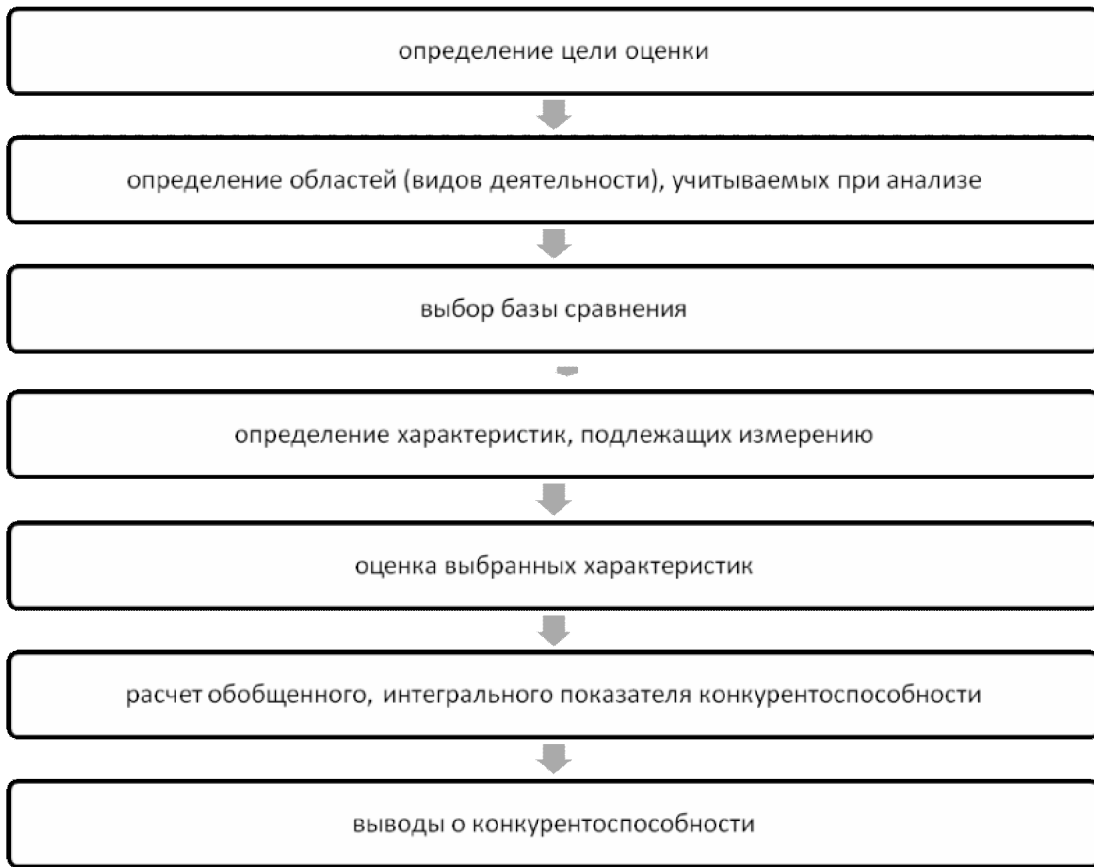 определение цели оценки
определение областей (видов деятельности), учитываемых при анализе
выбор базы сравнения
определение характеристик, подлежащих измерению
оценка выбранных характеристик
расчет обобщенного, интегрального показателя конкурентоспособности
выводы о конкурентоспособности